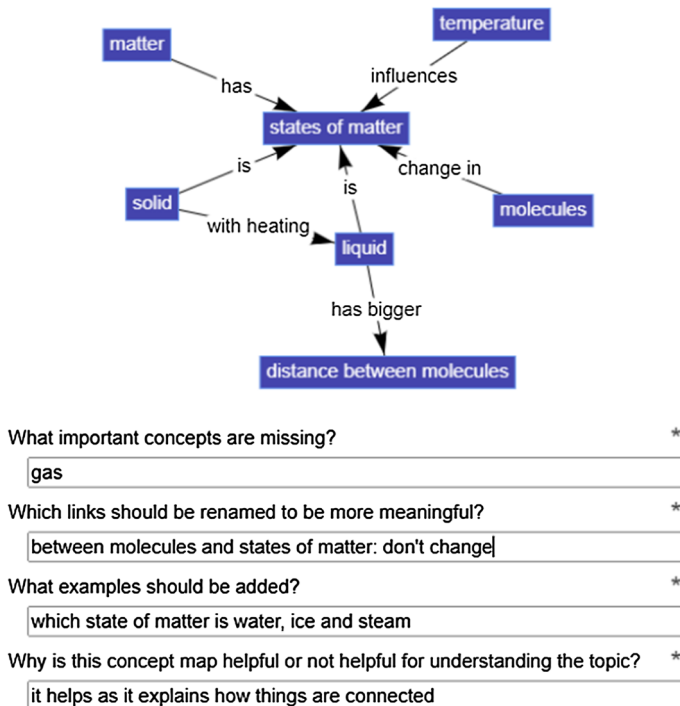 temperature
matter
influences
has
states of matter
is
change in
is
solid
molecules
with heating
liquid
has bigger
distance between molecules
What important concepts are missing? *
gas
Which links should be renamed to be more meaningful? *
between molecules and states of matter: don't change
What examples should be added? *
which state of matter is water, ice and steam
Why is this concept map helpful or not helpful for understanding the topic? *
it helps as it explains how things are connected